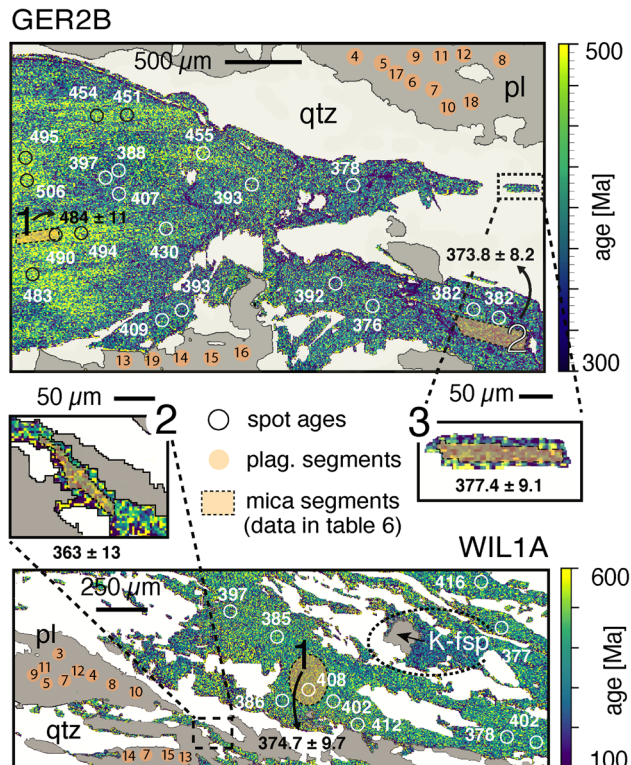 GER2B
500 µm
4 5 9 11 12 8
17 6 7
10 18
pl
qtz
500
age [Ma]
300
454 451
495
455
388
397
506
407
393
378
1 484 ± 11
490 494
430
483
393
409
392
376
373.8 ± 8.2
382 382
2
13 19 14 15 16
50 µm
2
363 ± 13
spot ages
plag. segments
mica segments
(data in table 6)
50 µm
3
377.4 ± 9.1
WIL1A
250 µm
600
age [Ma]
100
416
397
385
K-fsp
377
pl
3
11 12 4
9 5 7 8 10
1
408
386
402
412
402
378
374.7 ± 9.7
qtz
14 7 15 13